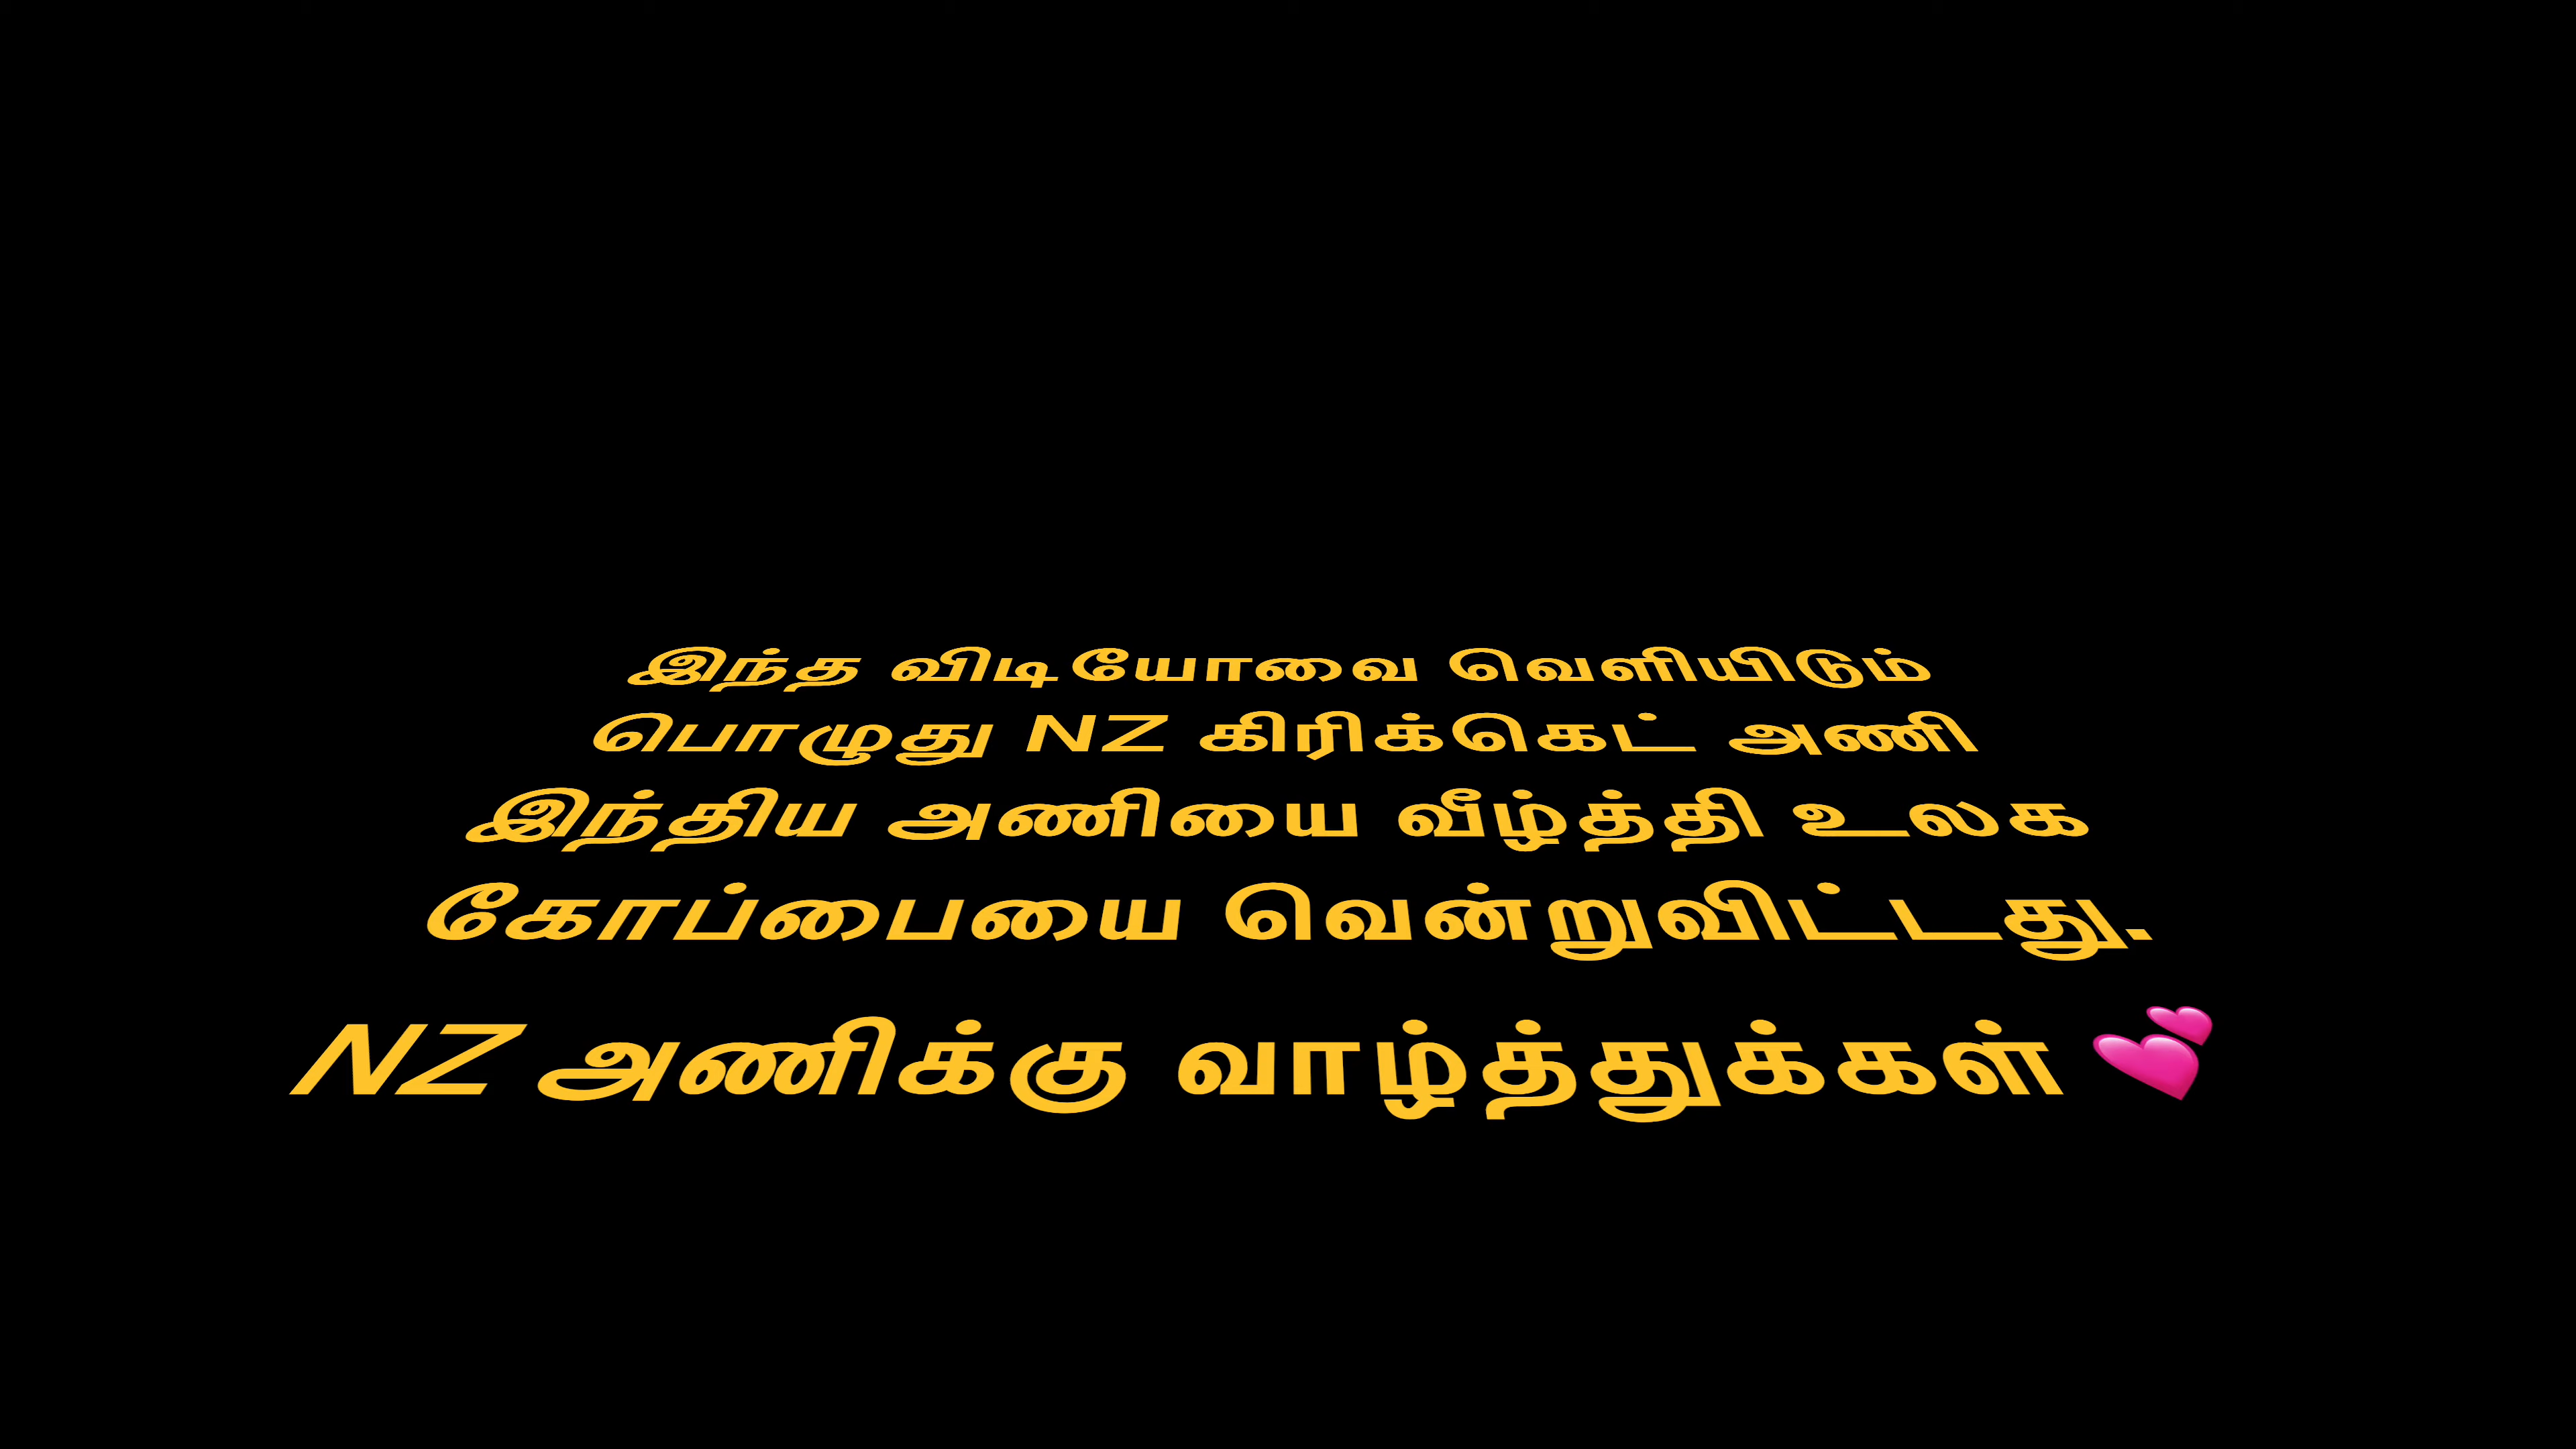 இந்த விடியோவை வெளியிடும்
பொழுது NZ கிரிக்கெட் அணி
இந்திய அணியை வீழ்த்தி உலக
கோப்பையை வென்றுவிட்டது.
NZ அணிக்கு வாழ்த்துக்கள் 💕